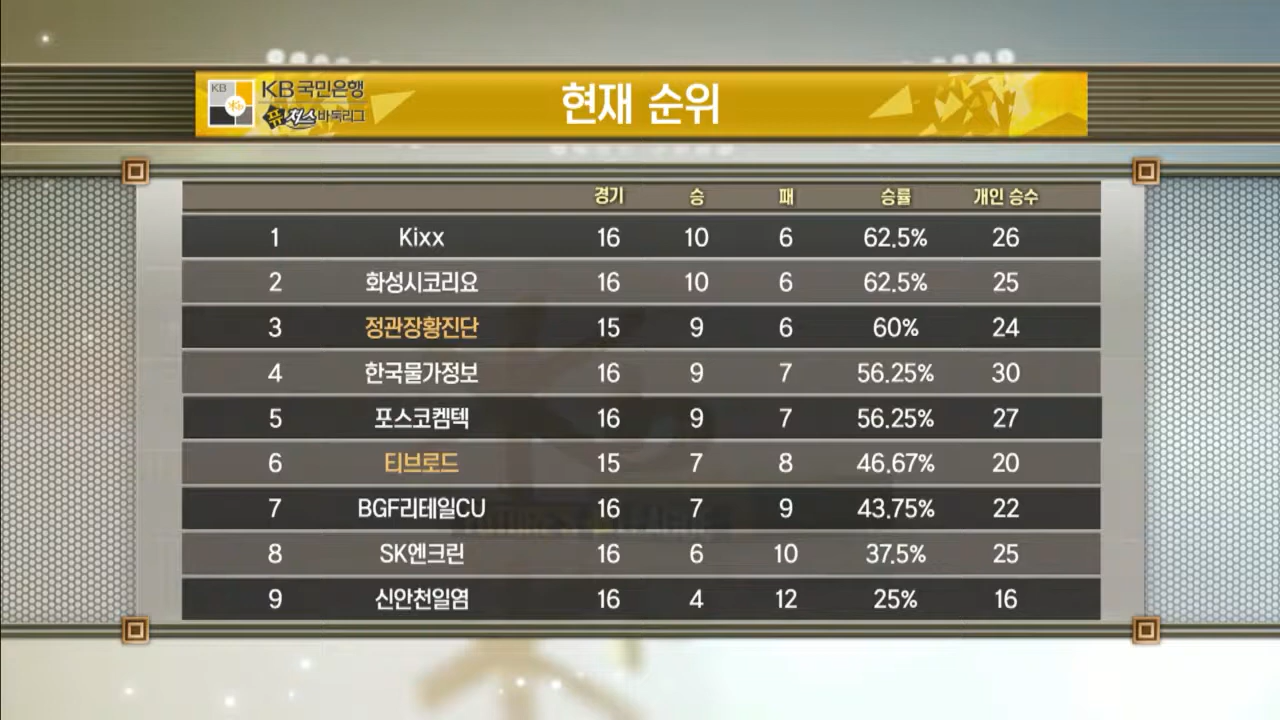 KB
KB국민은행
퓨처스바둑리그
현재 순위
경기 승 패 승률 개인 승수
1 Kixx 16 10 6 62.5% 26
2 화성시코리요 16 10 6 62.5% 25
3 정관장황진단 15 9 6 60% 24
4 한국물가정보 16 9 7 56.25% 30
5 포스코켐텍 16 9 7 56.25% 27
6 티브로드 15 7 8 46.67% 20
7 BGF리테일CU 16 7 9 43.75% 22
8 SK엔크린 16 6 10 37.5% 25
9 신안천일염 16 4 12 25% 16